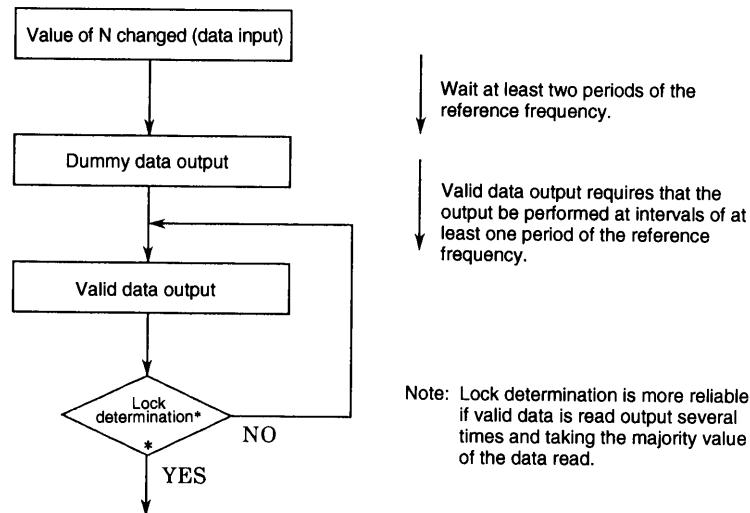 Value of N changed (data input)
Wait at least two periods of the
reference frequency.
Dummy data output
Valid data output requires that the
output be performed at intervals of at
least one period of the reference
frequency.
Valid data output
Lock
determination*
*
NO
YES
Note: Lock determination is more reliable
if valid data is read output several
times and taking the majority value
of the data read.